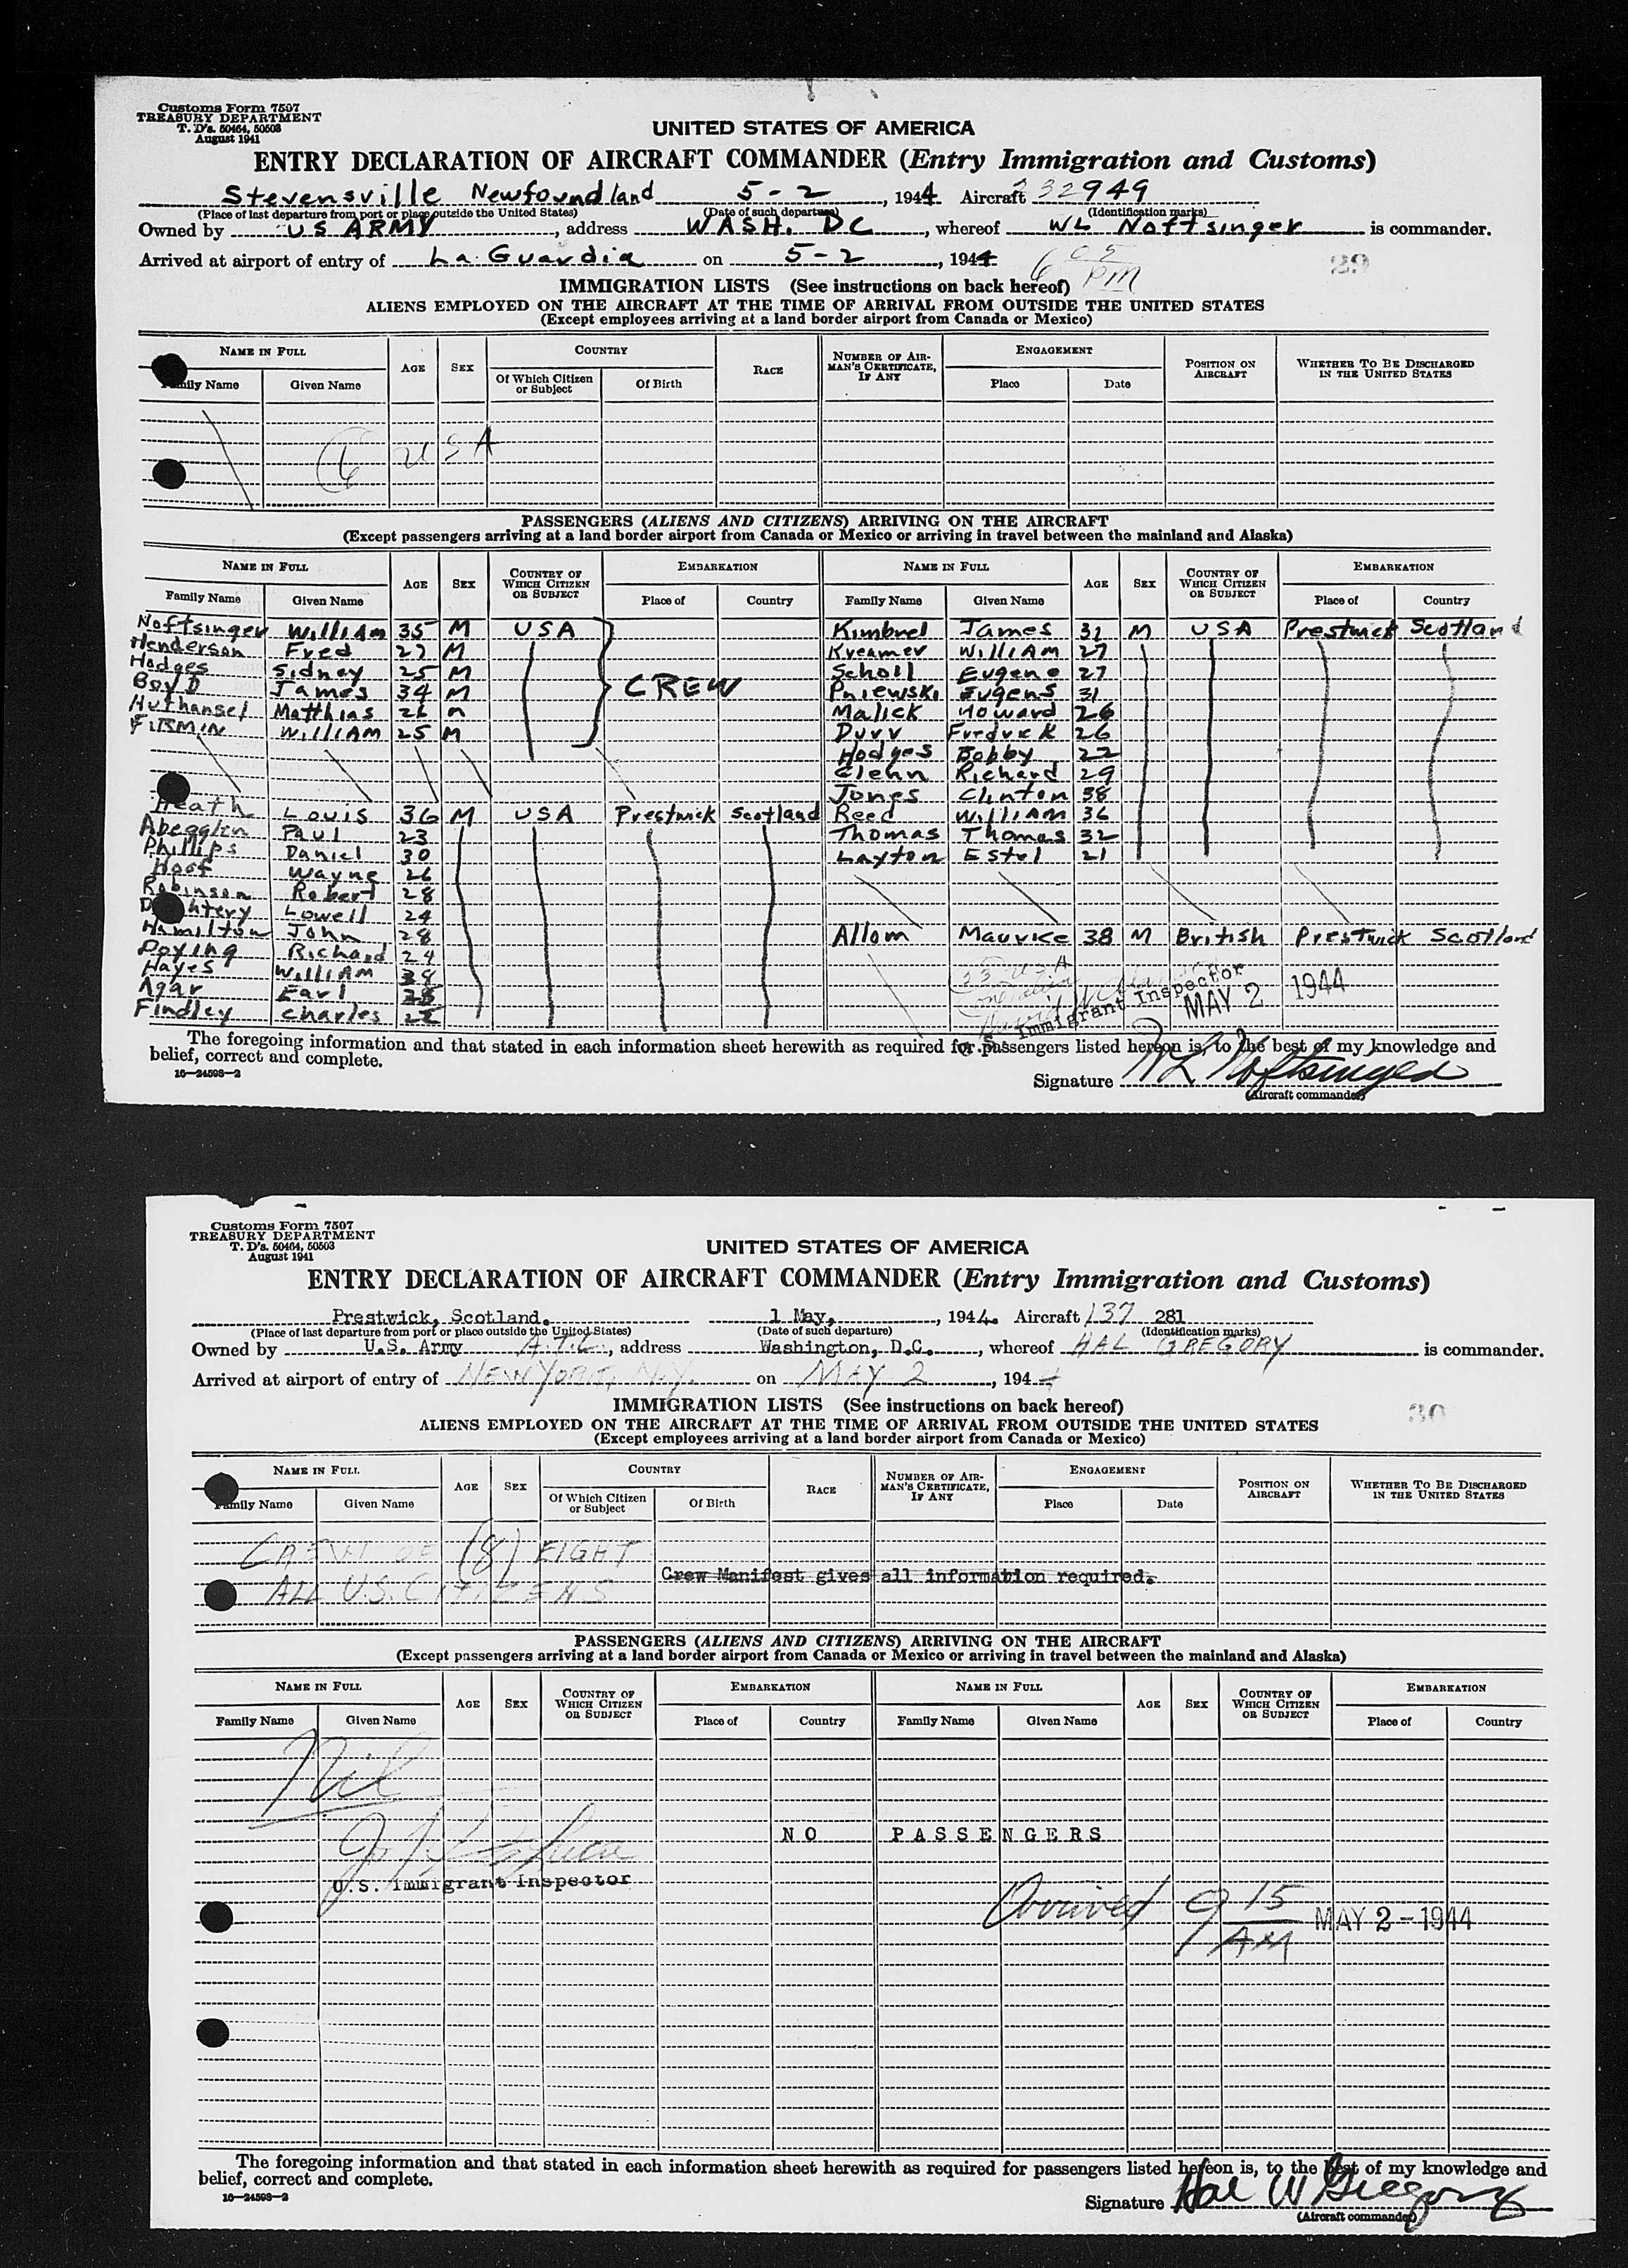 Customs Form 7507
TREASURY DEPARTMENT
T. D's. 50464, 50503
August 1941
UNITED STATES OF AMERICA
ENTRY DECLARATION OF AIRCRAFT COMMANDER (Entry Immigration and Customs)
Stevensville Newfoundland 5-2, 1944 Aircraft 232949
(Place of last departure from port or place outside the United States) (Date of such departure) (Identification marks)
Owned by US ARMY, address WASH. DC, whereof WL Noftsinger is commander.
Arrived at airport of entry of La Guardia on 5-2, 1944 6 05 PM
29
IMMIGRATION LISTS (See instructions on back hereof)
ALIENS EMPLOYED ON THE AIRCRAFT AT THE TIME OF ARRIVAL FROM OUTSIDE THE UNITED STATES
(Except employees arriving at a land border airport from Canada or Mexico)
NAME IN FULL AGE SEX COUNTRY RACE NUMBER OF AIRMAN'S CERTIFICATE, IF ANY ENGAGEMENT POSITION ON AIRCRAFT WHETHER TO BE DISCHARGED IN THE UNITED STATES
Family Name Given Name Of Which Citizen or Subject Of Birth Place Date
6 USA
PASSENGERS (ALIENS AND CITIZENS) ARRIVING ON THE AIRCRAFT
(Except passengers arriving at a land border airport from Canada or Mexico or arriving in travel between the mainland and Alaska)
NAME IN FULL AGE SEX COUNTRY OF WHICH CITIZEN OR SUBJECT EMBARKATION NAME IN FULL AGE SEX COUNTRY OF WHICH CITIZEN OR SUBJECT EMBARKATION
Family Name Given Name Place of Country Family Name Given Name Place of Country
Noftsinger William 35 M USA Kimbrel James 31 M USA Prestwick Scotland
Henderson Fred 27 M Kreamer William 27
Hodges Sidney 25 M Scholl Eugene 27
Boyd James 34 M CREW Pniewski Eugens 31
Huthansel Matthias 26 M Malick Howard 26
FIRMIN William 25 M Durr Fredrick 26
Hodges Bobby 22
Glenn Richard 29
Jones Clinton 38
Heath Louis 36 M USA Prestwick Scotland Reed William 36
Abegglen Paul 23 Thomas Thomas 32
Phillips Daniel 30 Layton Estel 21
Hoof Wayne 26
Robinson Robert 28
htery Lowell 24
Hamilton John 28 Allom Maurice 38 M British Prestwick Scotland
Doying Richard 24
Hayes William
Agar Earl
Findley Charles
23 USA
Immigrant Inspector
MAY 2 1944
The foregoing information and that stated in each information sheet herewith as required for passengers listed hereon is, to the best of my knowledge and
belief, correct and complete.
16—24598-2
Signature W L Noftsinger
(Aircraft commander)
Customs Form 7507
TREASURY DEPARTMENT
T. D's. 50464, 50503
August 1941
UNITED STATES OF AMERICA
ENTRY DECLARATION OF AIRCRAFT COMMANDER (Entry Immigration and Customs)
Prestwick, Scotland. 1 May, 1944. Aircraft 137 281
(Place of last departure from port or place outside the United States) (Date of such departure) (Identification marks)
Owned by U.S. Army A.T.C., address Washington, D.C., whereof HAL GREGORY is commander.
Arrived at airport of entry of NEW YORK, N.Y. on MAY 2, 1944
30
IMMIGRATION LISTS (See instructions on back hereof)
ALIENS EMPLOYED ON THE AIRCRAFT AT THE TIME OF ARRIVAL FROM OUTSIDE THE UNITED STATES
(Except employees arriving at a land border airport from Canada or Mexico)
NAME IN FULL AGE SEX COUNTRY RACE NUMBER OF AIRMAN'S CERTIFICATE, IF ANY ENGAGEMENT POSITION ON AIRCRAFT WHETHER TO BE DISCHARGED IN THE UNITED STATES
Family Name Given Name Of Which Citizen or Subject Of Birth Place Date
CREW OF (8) EIGHT
ALL U.S. CITIZENS
Crew Manifest gives all information required.
PASSENGERS (ALIENS AND CITIZENS) ARRIVING ON THE AIRCRAFT
(Except passengers arriving at a land border airport from Canada or Mexico or arriving in travel between the mainland and Alaska)
NAME IN FULL AGE SEX COUNTRY OF WHICH CITIZEN OR SUBJECT EMBARKATION NAME IN FULL AGE SEX COUNTRY OF WHICH CITIZEN OR SUBJECT EMBARKATION
Family Name Given Name Place of Country Family Name Given Name Place of Country
Nil
NO PASSENGERS
U.S. Immigrant Inspector
Arrived 9 15 AM MAY 2 - 1944
The foregoing information and that stated in each information sheet herewith as required for passengers listed hereon is, to the best of my knowledge and
belief, correct and complete.
16—24598-2
Signature Hal W Gregory
(Aircraft commander)